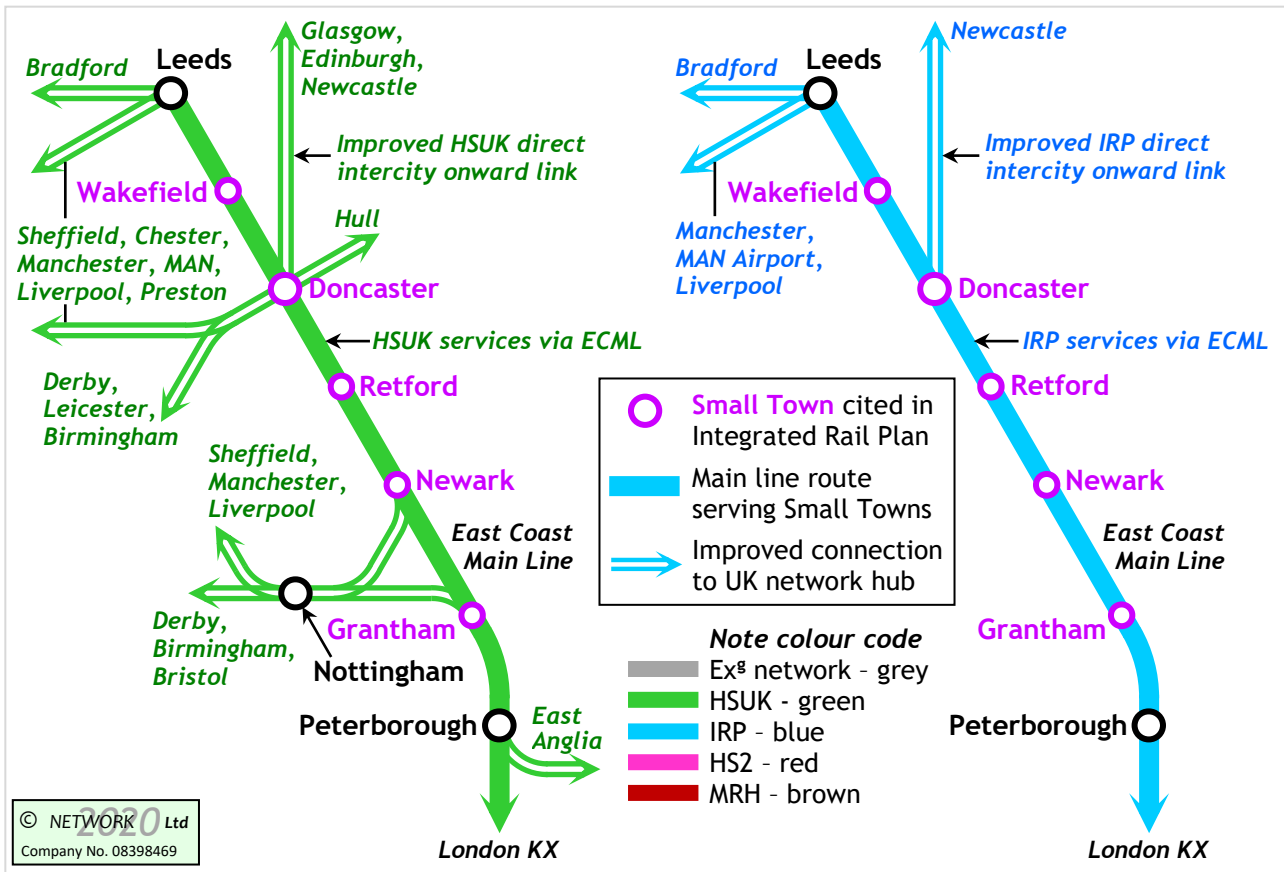 Glasgow,
Edinburgh,
Newcastle
Leeds
Bradford
Improved HSUK direct
intercity onward link
Wakefield
Hull
Sheffield, Chester,
Manchester, MAN,
Liverpool, Preston
Doncaster
HSUK services via ECML
Derby,
Leicester,
Birmingham
Retford
Sheffield,
Manchester,
Liverpool
Newark
East Coast
Main Line
Derby,
Birmingham,
Bristol
Grantham
Nottingham
Peterborough
East
Anglia
London KX
Newcastle
Leeds
Bradford
Improved IRP direct
intercity onward link
Wakefield
Manchester,
MAN Airport,
Liverpool
Doncaster
IRP services via ECML
Retford
Newark
East Coast
Main Line
Grantham
Peterborough
London KX
Small Town cited in
Integrated Rail Plan
Main line route
serving Small Towns
Improved connection
to UK network hub
Note colour code
Exᵍ network – grey
HSUK - green
IRP – blue
HS2 – red
MRH – brown
© NETWORK 2020 Ltd
Company No. 08398469